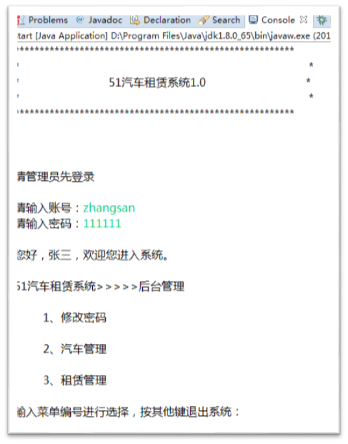 Problems Javadoc Declaration Search Console
tart [Java Application] D:\Program Files\Java\jdk1.8.0_65\bin\javaw.exe (201
****************************************************
* *
* 51汽车租赁系统1.0 *
* *
****************************************************
请管理员先登录
请输入账号：zhangsan
请输入密码：111111
您好，张三，欢迎您进入系统。
51汽车租赁系统>>>>>后台管理
1、修改密码
2、汽车管理
3、租赁管理
输入菜单编号进行选择，按其他键退出系统：